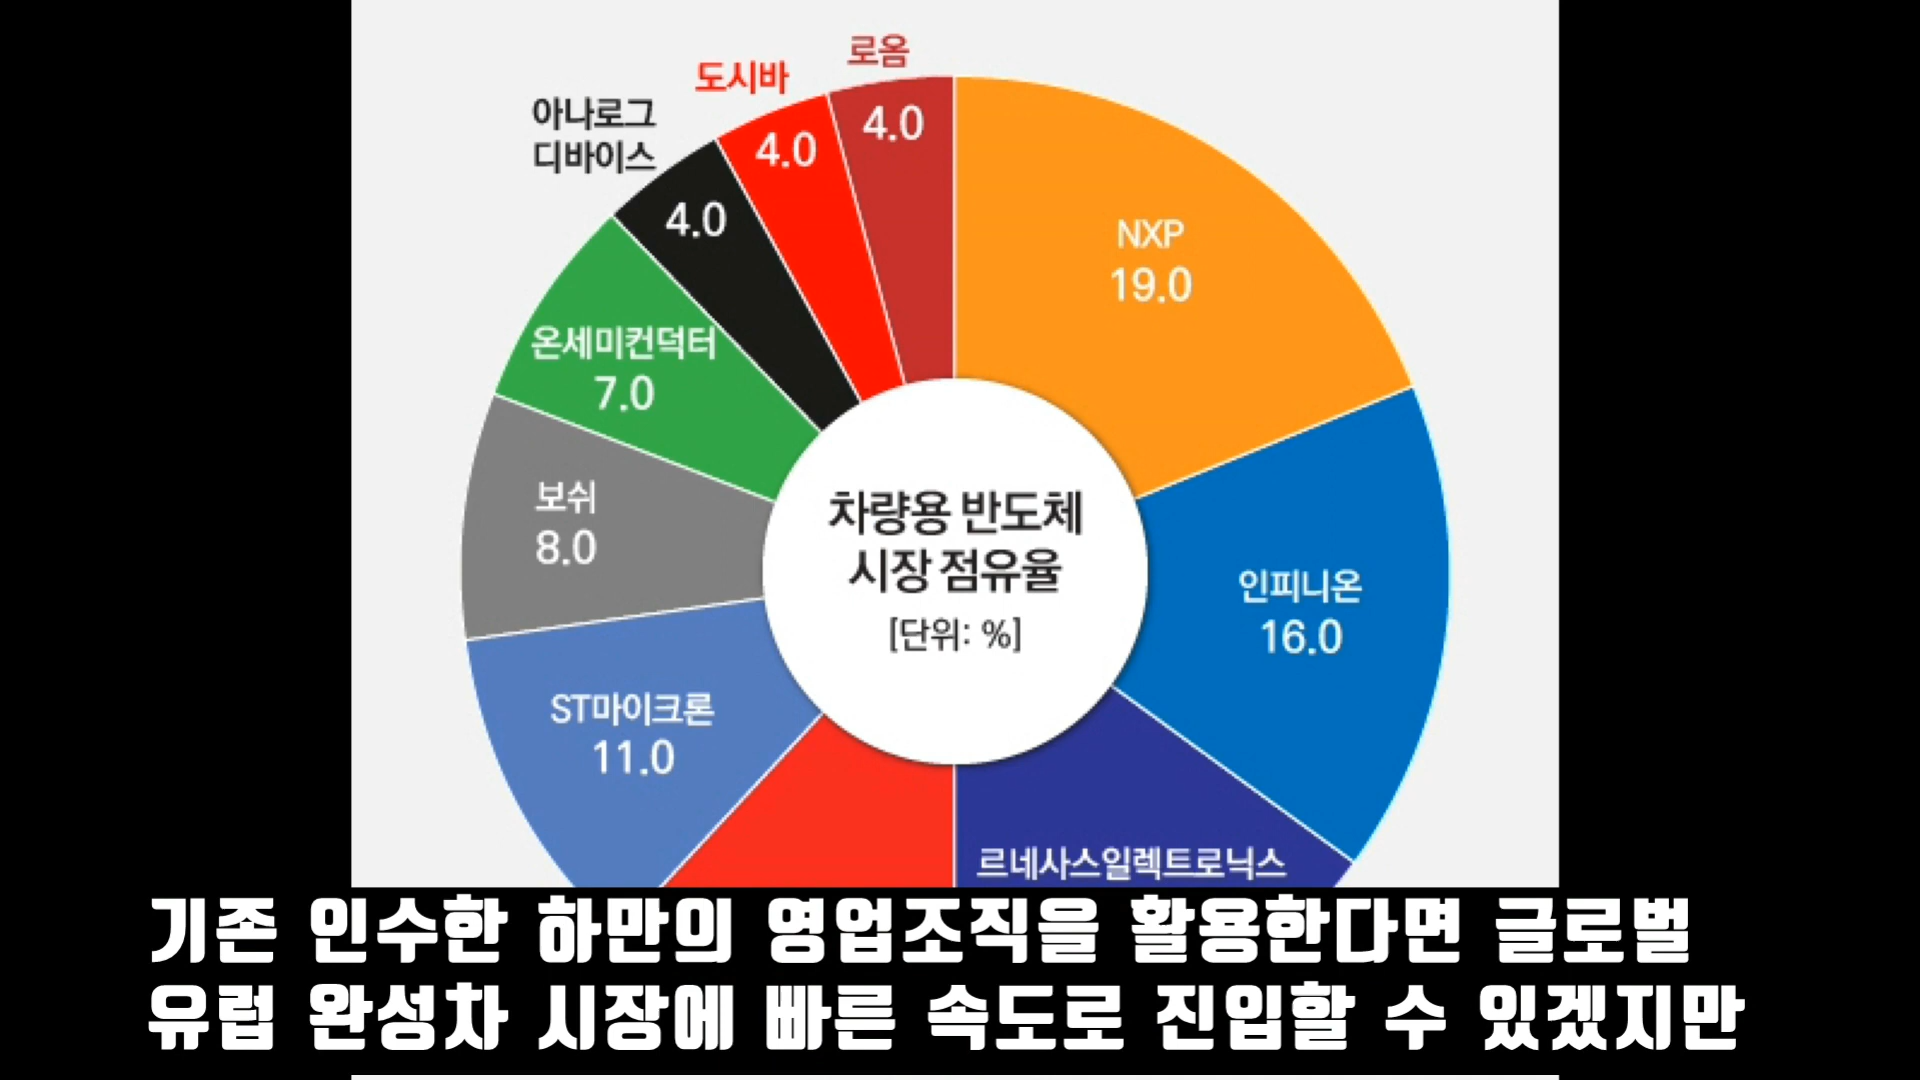 로옴
4.0
도시바
4.0
아나로그
디바이스
4.0
NXP
19.0
온세미컨덕터
7.0
보쉬
8.0
차량용 반도체
시장 점유율
[단위: %]
인피니온
16.0
ST마이크론
11.0
르네사스일렉트로닉스
기존 인수한 하만의 영업조직을 활용한다면 글로벌
유럽 완성차 시장에 빠른 속도로 진입할 수 있겠지만